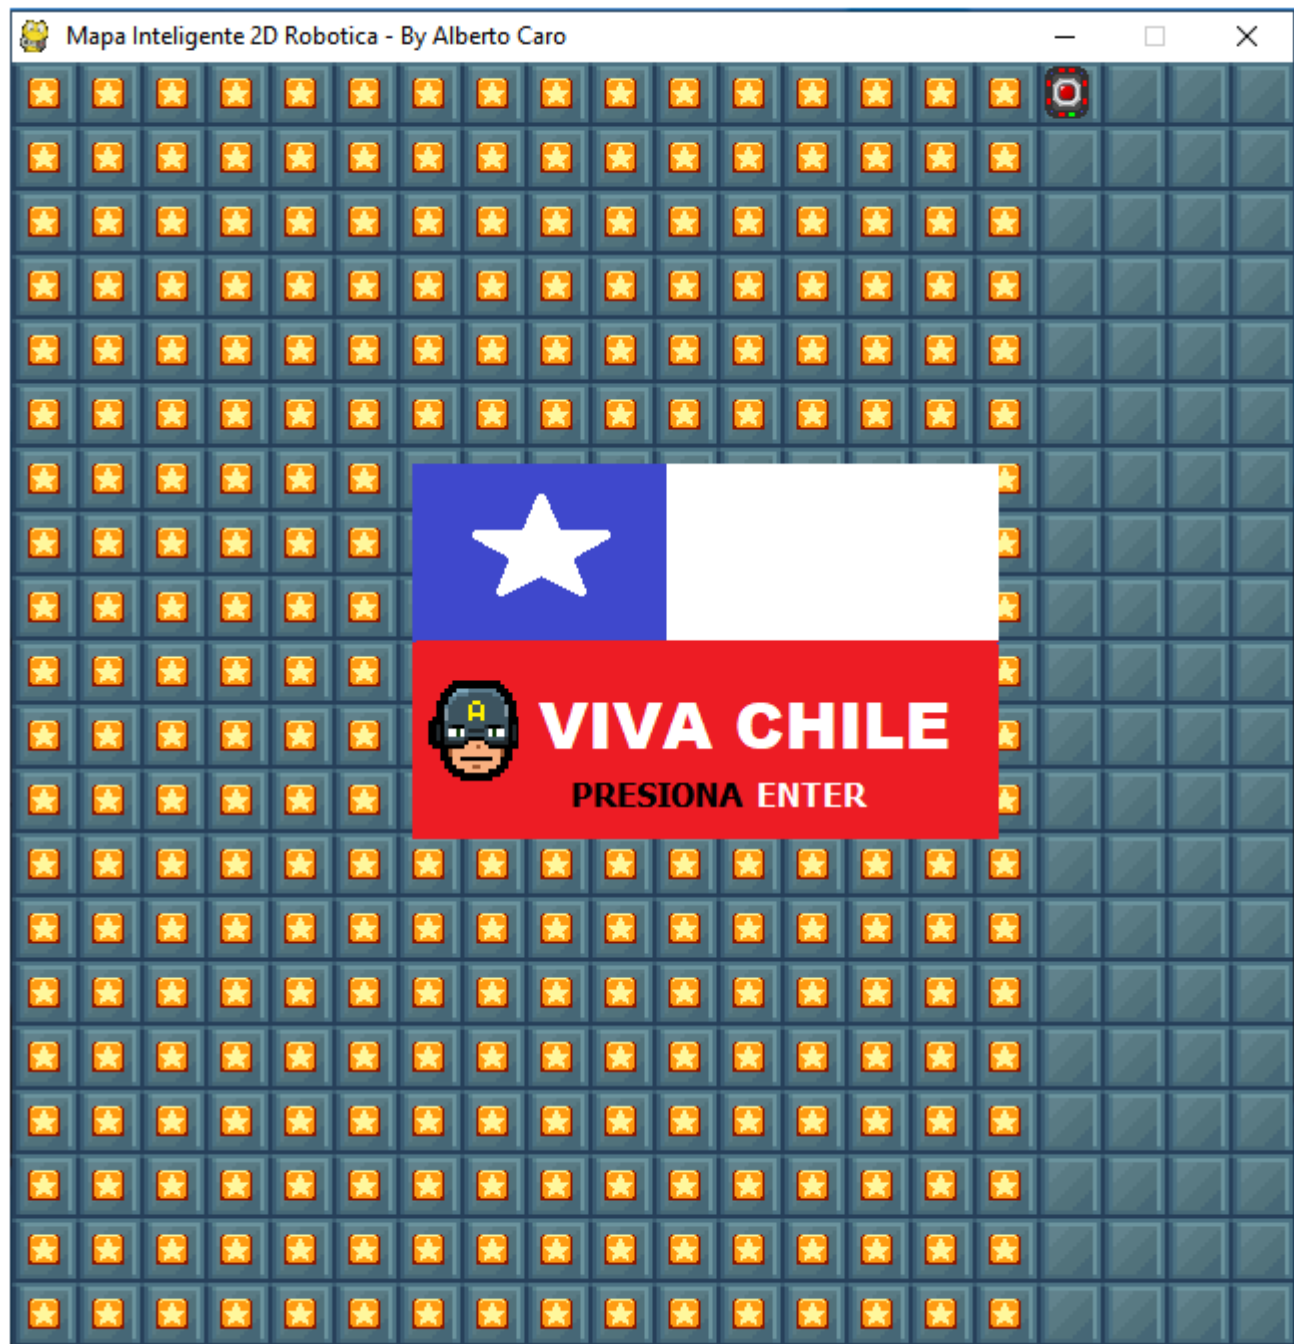 Mapa Inteligente 2D Robotica - By Alberto Caro
A
VIVA CHILE
PRESIONA ENTER